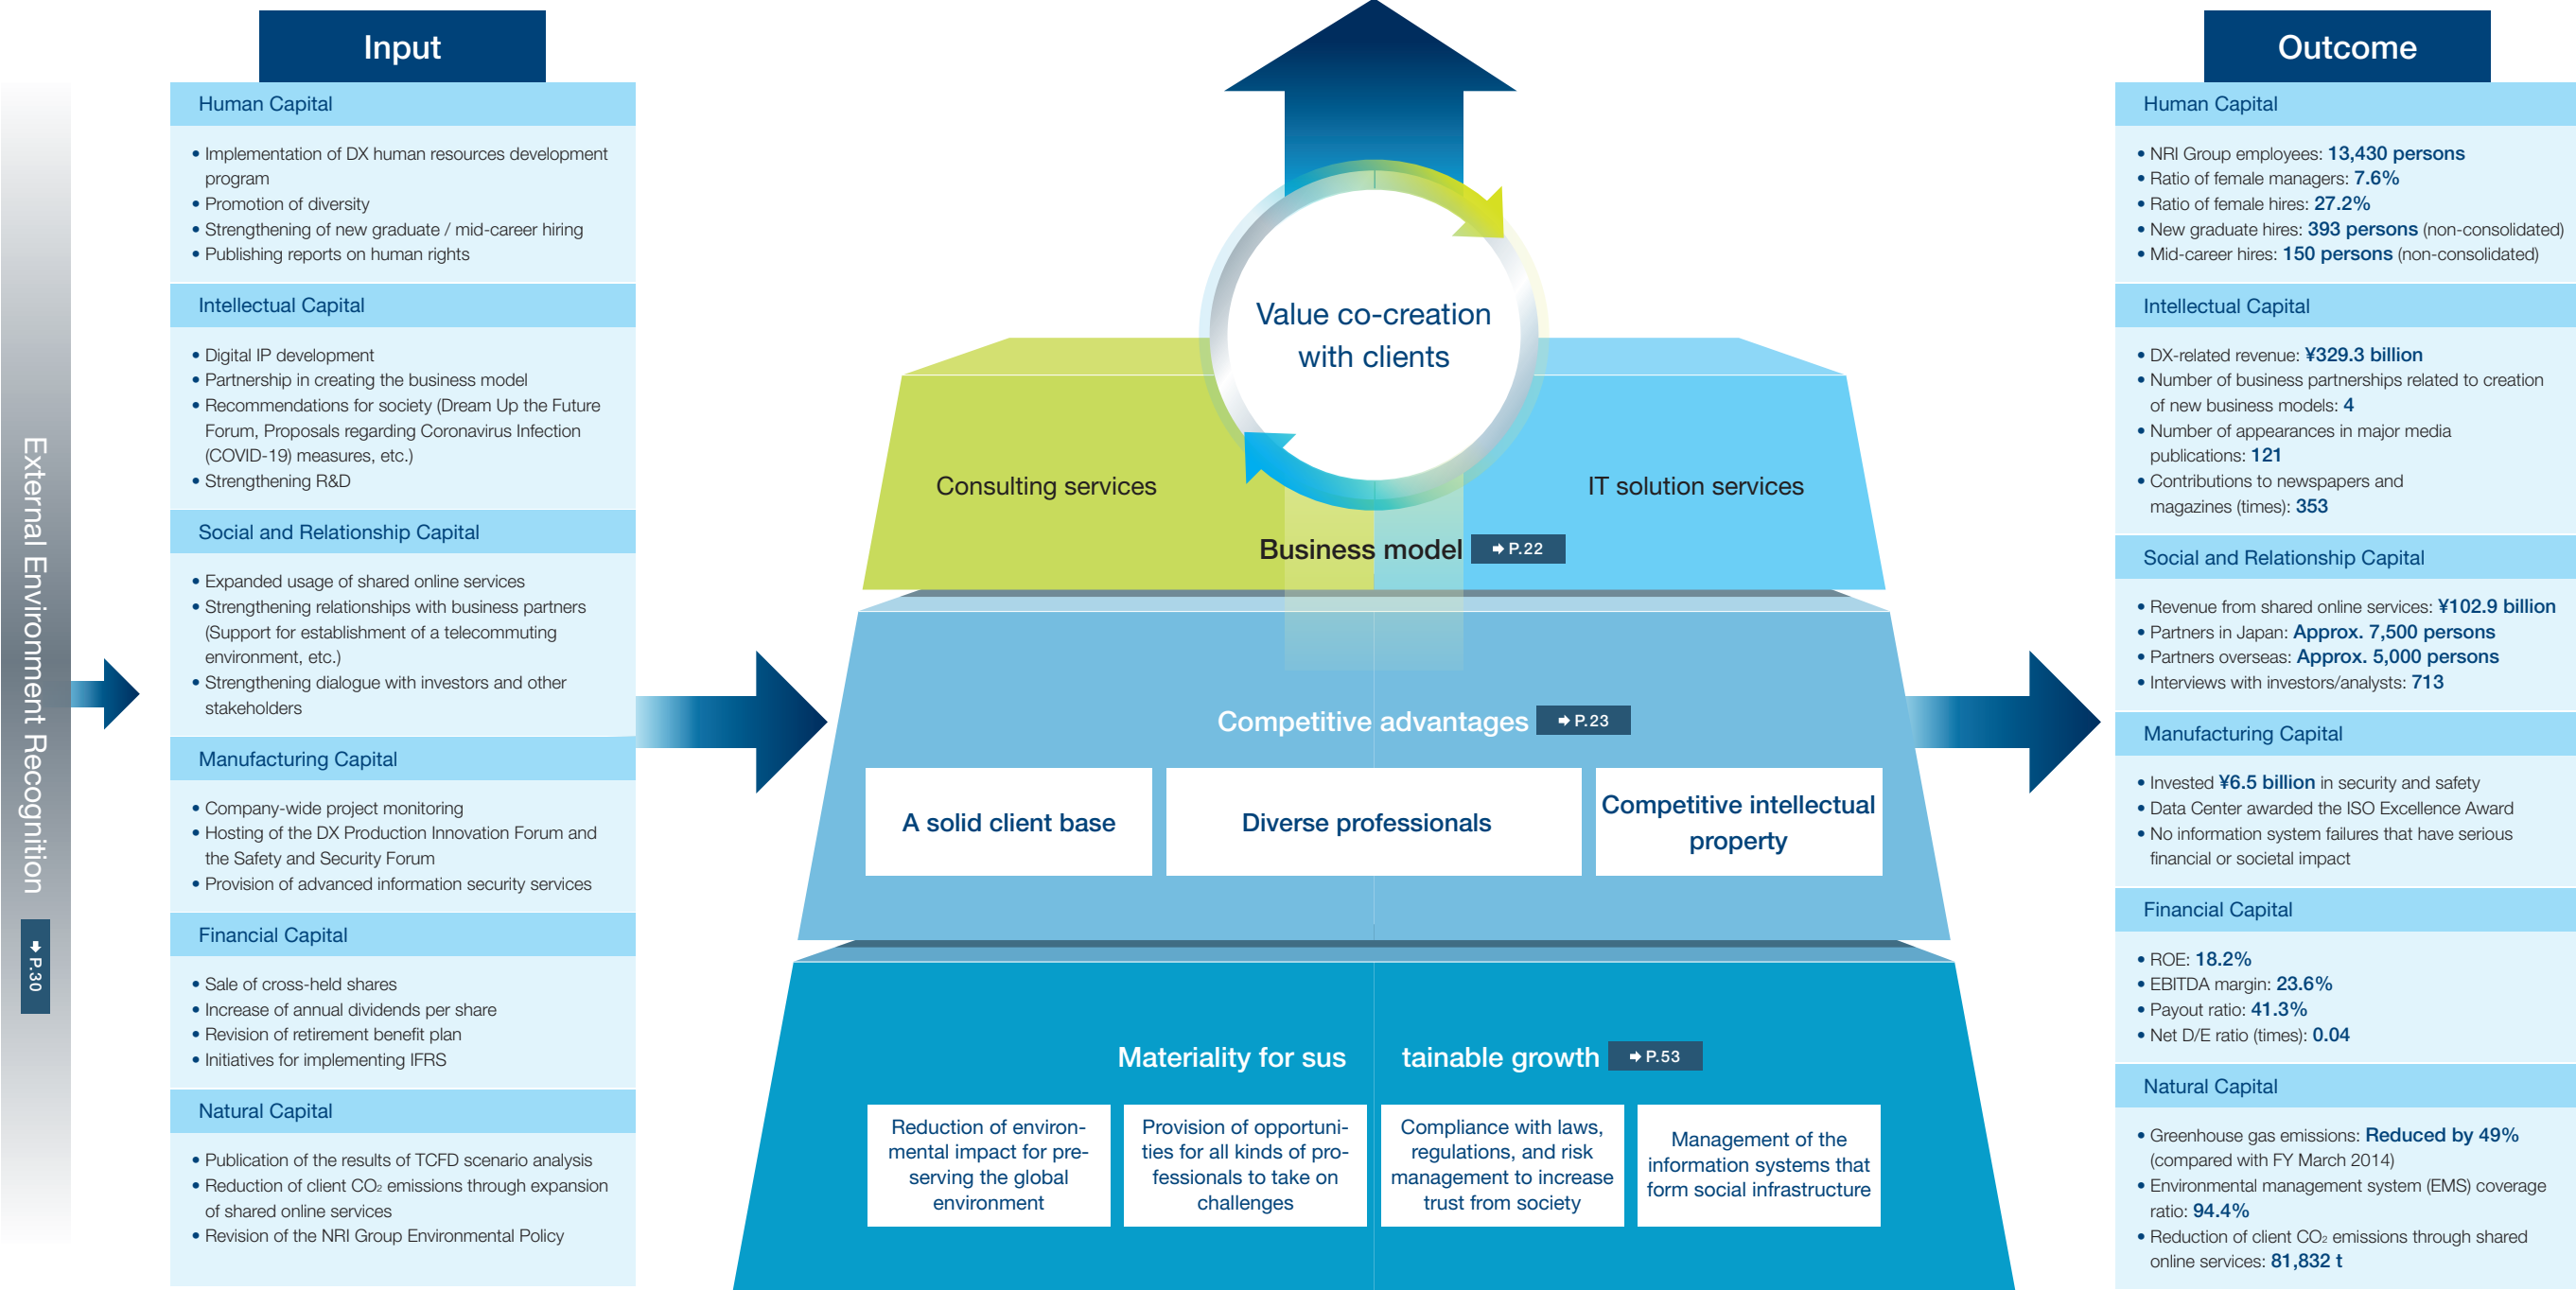 External Environment Recognition
➡ P.30
Input
Human Capital
• Implementation of DX human resources development
program
• Promotion of diversity
• Strengthening of new graduate / mid-career hiring
• Publishing reports on human rights
Intellectual Capital
• Digital IP development
• Partnership in creating the business model
• Recommendations for society (Dream Up the Future
Forum, Proposals regarding Coronavirus Infection
(COVID-19) measures, etc.)
• Strengthening R&D
Social and Relationship Capital
• Expanded usage of shared online services
• Strengthening relationships with business partners
(Support for establishment of a telecommuting
environment, etc.)
• Strengthening dialogue with investors and other
stakeholders
Manufacturing Capital
• Company-wide project monitoring
• Hosting of the DX Production Innovation Forum and
the Safety and Security Forum
• Provision of advanced information security services
Financial Capital
• Sale of cross-held shares
• Increase of annual dividends per share
• Revision of retirement benefit plan
• Initiatives for implementing IFRS
Natural Capital
• Publication of the results of TCFD scenario analysis
• Reduction of client CO₂ emissions through expansion
of shared online services
• Revision of the NRI Group Environmental Policy
Value co-creation
with clients
Consulting services
IT solution services
Business model ➡ P.22
Competitive advantages ➡ P.23
A solid client base
Diverse professionals
Competitive intellectual
property
Materiality for sus tainable growth ➡ P.53
Reduction of environ-
mental impact for pre-
serving the global
environment
Provision of opportuni-
ties for all kinds of pro-
fessionals to take on
challenges
Compliance with laws,
regulations, and risk
management to increase
trust from society
Management of the
information systems that
form social infrastructure
Outcome
Human Capital
• NRI Group employees: 13,430 persons
• Ratio of female managers: 7.6%
• Ratio of female hires: 27.2%
• New graduate hires: 393 persons (non-consolidated)
• Mid-career hires: 150 persons (non-consolidated)
Intellectual Capital
• DX-related revenue: ¥329.3 billion
• Number of business partnerships related to creation
of new business models: 4
• Number of appearances in major media
publications: 121
• Contributions to newspapers and
magazines (times): 353
Social and Relationship Capital
• Revenue from shared online services: ¥102.9 billion
• Partners in Japan: Approx. 7,500 persons
• Partners overseas: Approx. 5,000 persons
• Interviews with investors/analysts: 713
Manufacturing Capital
• Invested ¥6.5 billion in security and safety
• Data Center awarded the ISO Excellence Award
• No information system failures that have serious
financial or societal impact
Financial Capital
• ROE: 18.2%
• EBITDA margin: 23.6%
• Payout ratio: 41.3%
• Net D/E ratio (times): 0.04
Natural Capital
• Greenhouse gas emissions: Reduced by 49%
(compared with FY March 2014)
• Environmental management system (EMS) coverage
ratio: 94.4%
• Reduction of client CO₂ emissions through shared
online services: 81,832 t